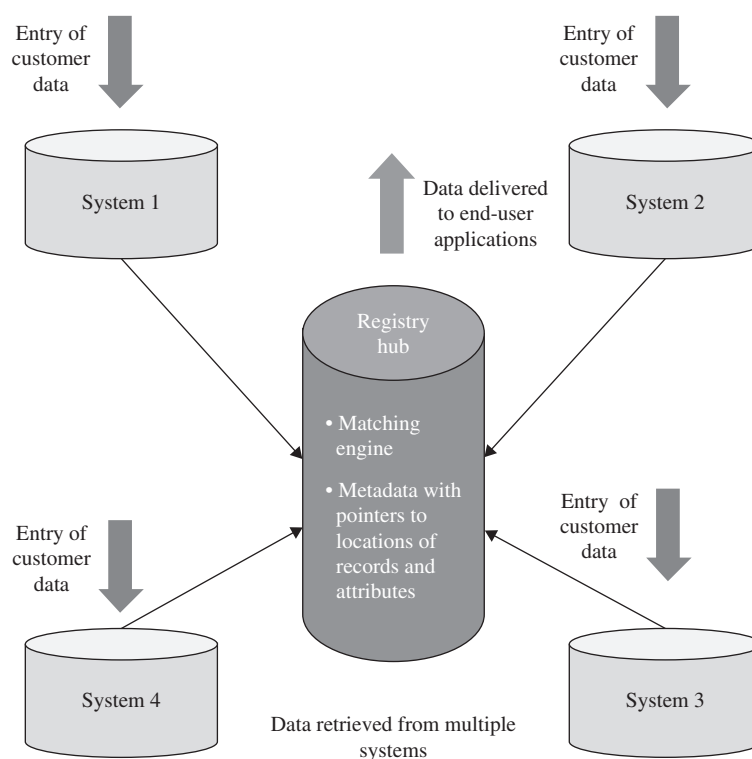 Entry of
customer
data
Entry of
customer
data
System 1
System 2
Data delivered
to end-user
applications
Registry
hub
• Matching
engine
• Metadata with
pointers to
locations of
records and
attributes
Entry of
customer
data
Entry of
customer
data
System 4
System 3
Data retrieved from multiple
systems